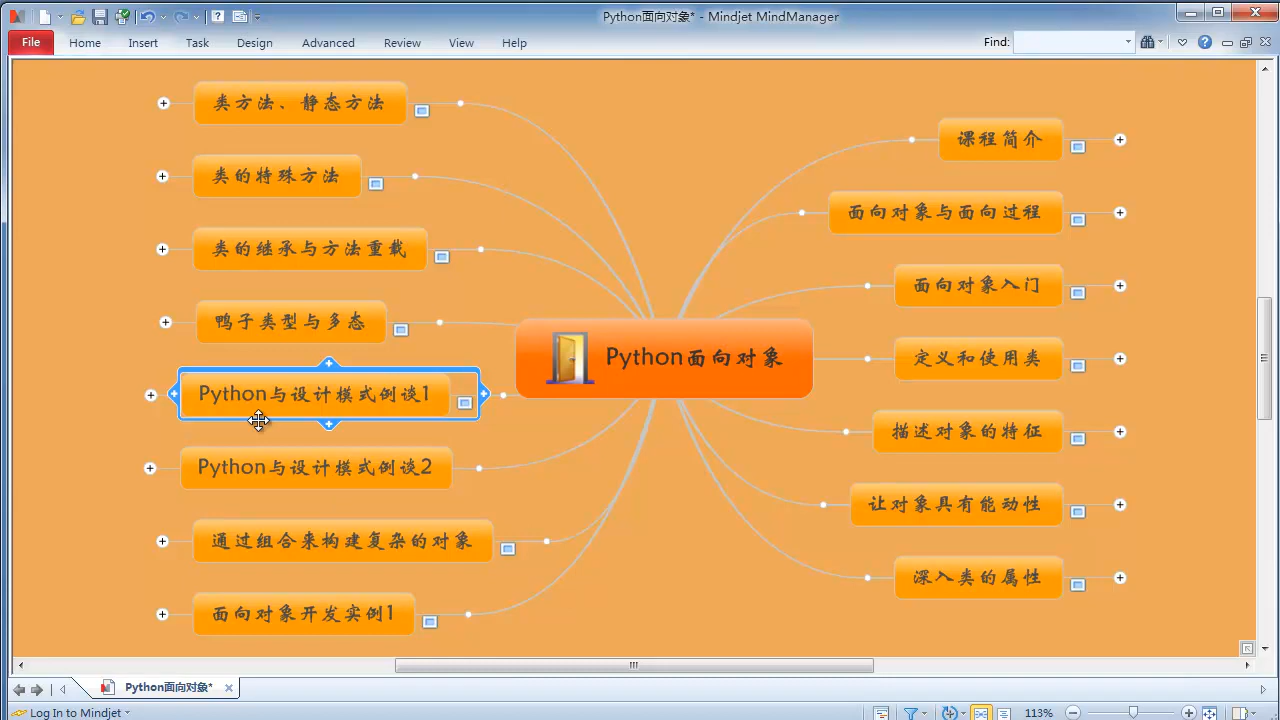 Python面向对象* - Mindjet MindManager
File Home Insert Task Design Advanced Review View Help Find:
类方法、静态方法
类的特殊方法
类的继承与方法重载
鸭子类型与多态
Python与设计模式例谈1
Python与设计模式例谈2
通过组合来构建复杂的对象
面向对象开发实例1
Python面向对象
课程简介
面向对象与面向过程
面向对象入门
定义和使用类
描述对象的特征
让对象具有能动性
深入类的属性
Python面向对象*
Log In to Mindjet 113%